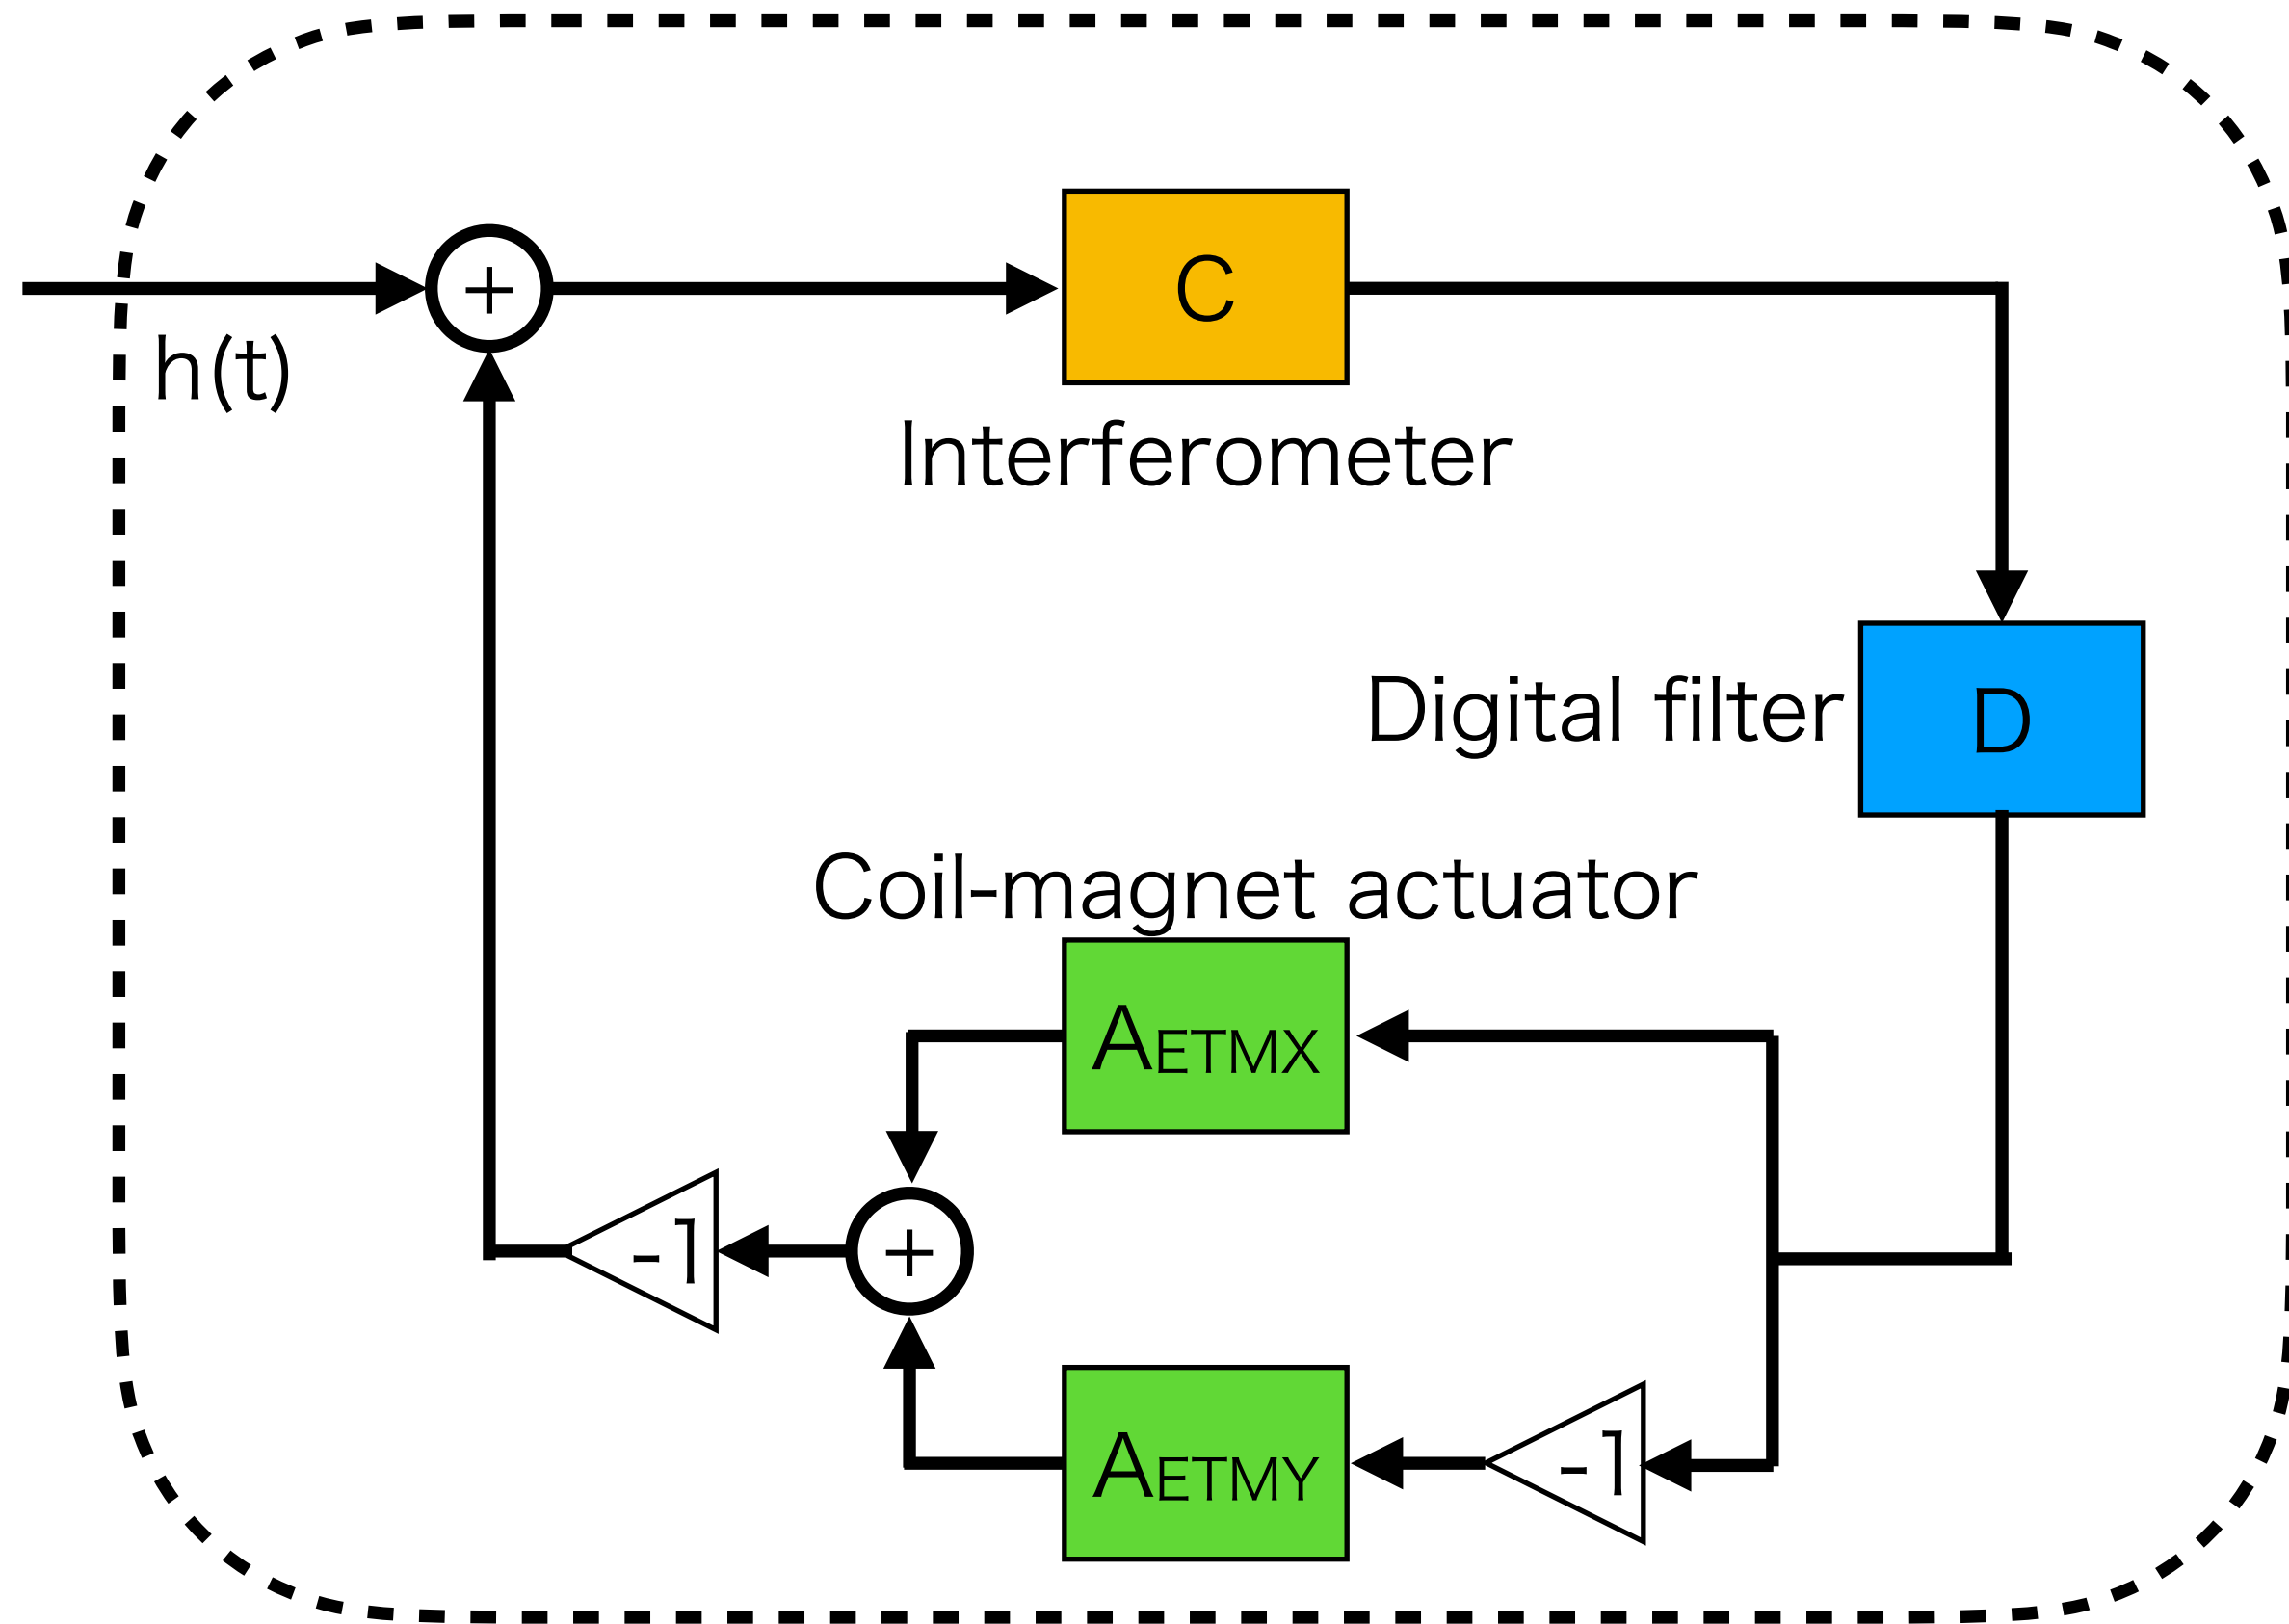 +
C
h(t)
Interferometer
Digital filter
D
Coil-magnet actuator
AETMX
+
-1
AETMY
-1